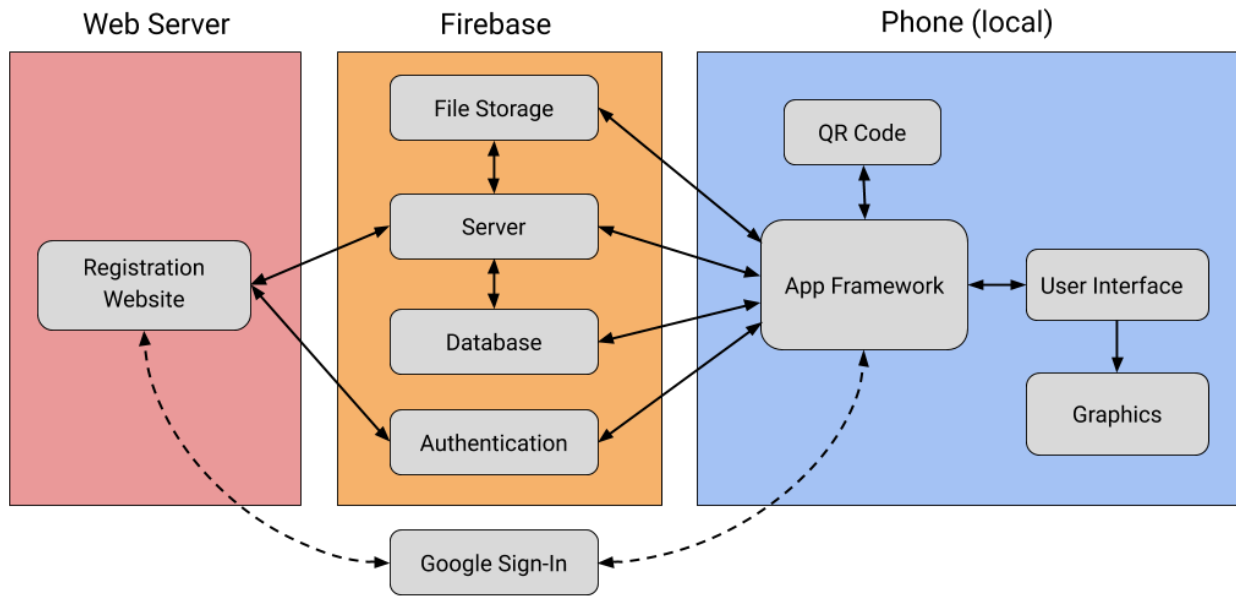 Web Server
Firebase
Phone (local)
File Storage
QR Code
Server
Registration
Website
App Framework
User Interface
Database
Graphics
Authentication
Google Sign-In